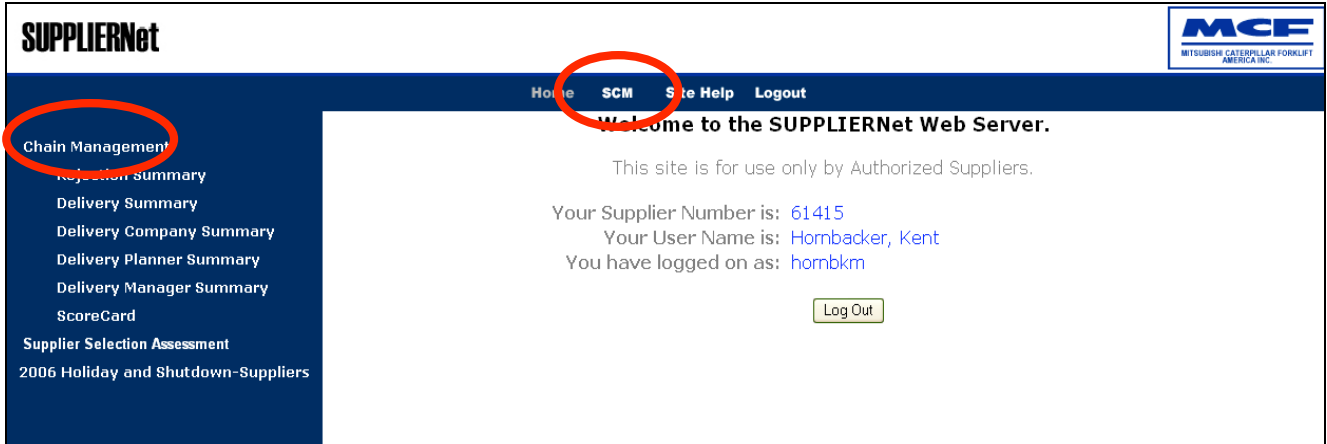 SUPPLIERNet
MCF
MITSUBISHI CATERPILLAR FORKLIFT
AMERICA INC.
Home SCM Site Help Logout
Chain Management
Rejection Summary
Delivery Summary
Delivery Company Summary
Delivery Planner Summary
Delivery Manager Summary
ScoreCard
Supplier Selection Assessment
2006 Holiday and Shutdown-Suppliers
Welcome to the SUPPLIERNet Web Server.
This site is for use only by Authorized Suppliers.
Your Supplier Number is: 61415
Your User Name is: Hornbacker, Kent
You have logged on as: hornbkm
Log Out